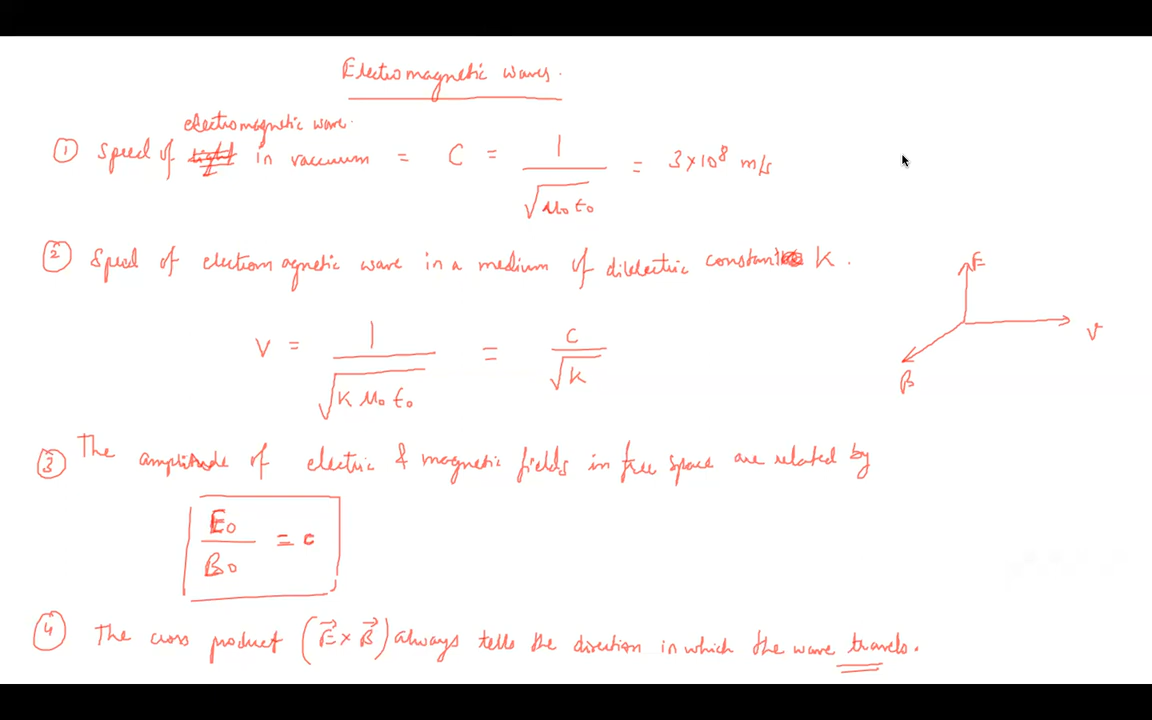 Electromagnetic waves.
electromagnetic wave.
① Speed of light in vaccuum = C = 1 / √μ₀ε₀ = 3×10⁸ m/s
② Speed of electromagnetic wave in a medium of dielectric constant K.
V = 1 / √K μ₀ε₀ = C / √K
E
V
B
③ The amplitude of electric & magnetic fields in free space are related by
E₀ / B₀ = c
④ The cross product (E⃗ × B⃗) always tells the direction in which the wave travels.